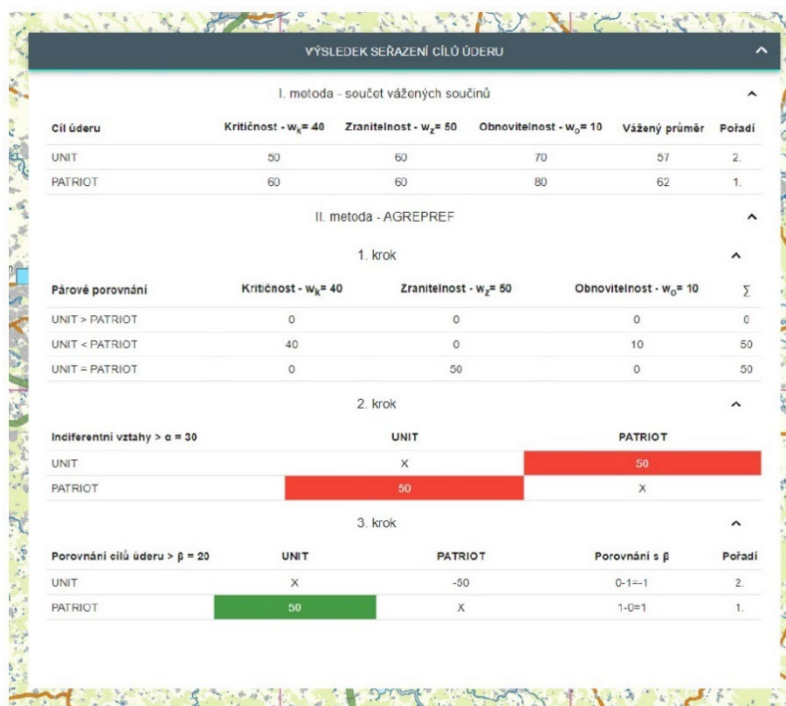 VÝSLEDEK SEŘAZENÍ CÍLŮ ÚDERU
I. metoda - součet vážených součinů
Cíl úderu Kritičnost - wk= 40 Zranitelnost - wz= 50 Obnovitelnost - wo= 10 Vážený průměr Pořadí
UNIT 50 60 70 57 2.
PATRIOT 60 60 80 62 1.
II. metoda - AGREPREF
1. krok
Párové porovnání Kritičnost - wk= 40 Zranitelnost - wz= 50 Obnovitelnost - wo= 10 Σ
UNIT > PATRIOT 0 0 0 0
UNIT < PATRIOT 40 0 10 50
UNIT = PATRIOT 0 50 0 50
2. krok
Indiferentní vztahy > α = 30 UNIT PATRIOT
UNIT X 50
PATRIOT 50 X
3. krok
Porovnání cílů úderu > β = 20 UNIT PATRIOT Porovnání s β Pořadí
UNIT X -50 0-1=-1 2.
PATRIOT 50 X 1-0=1 1.